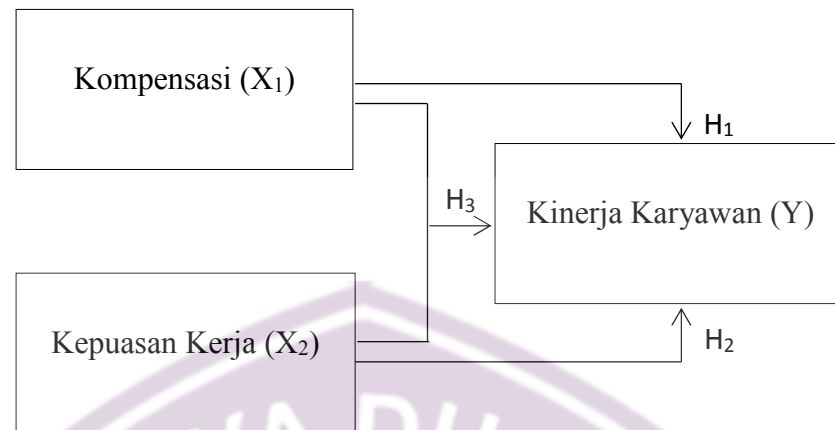 Kompensasi (X₁)
H₁
H₃
Kinerja Karyawan (Y)
Kepuasan Kerja (X₂)
H₂